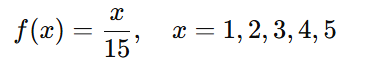 f(x) = x/15,   x = 1, 2, 3, 4, 5